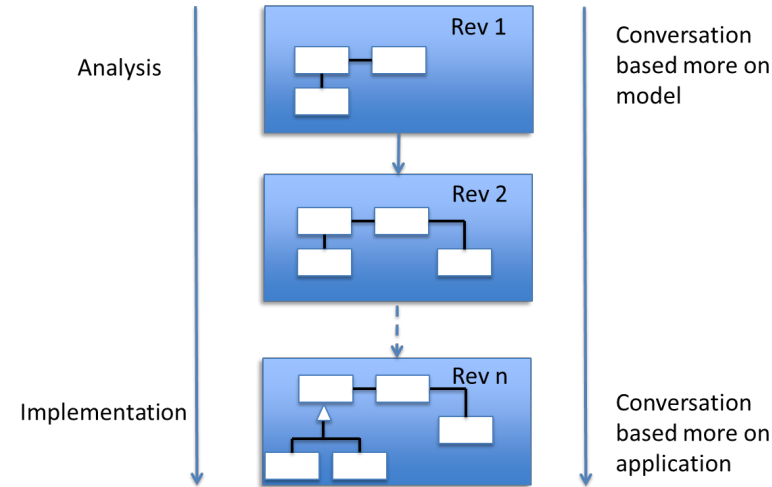 Rev 1
Analysis
Conversation
based more on
model
Rev 2
Rev n
Implementation
Conversation
based more on
application